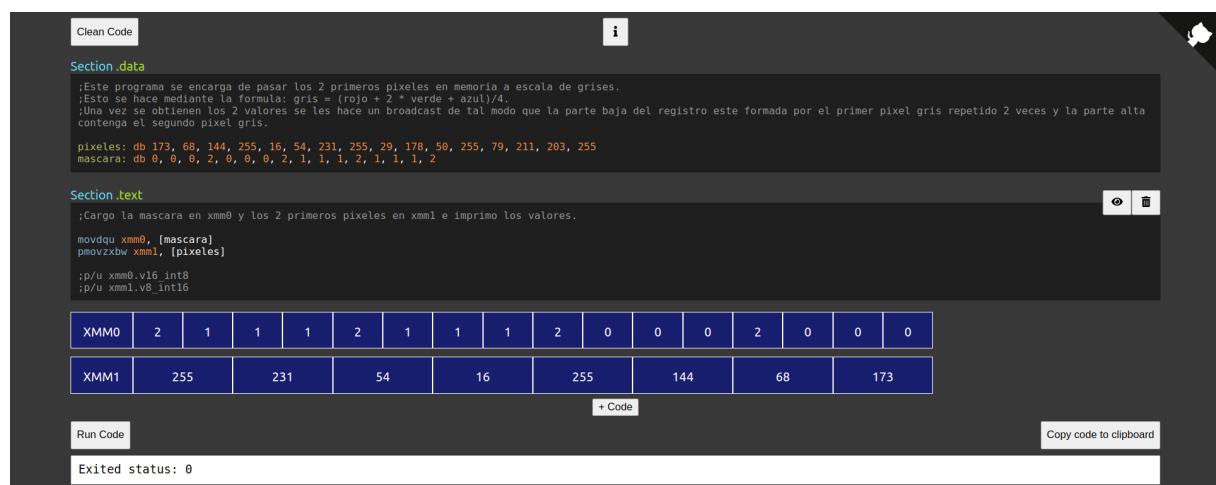 Clean Code
i
Section .data
;Este programa se encarga de pasar los 2 primeros pixeles en memoria a escala de grises.
;Esto se hace mediante la formula: gris = (rojo + 2 * verde + azul)/4.
;Una vez se obtienen los 2 valores se les hace un broadcast de tal modo que la parte baja del registro este formada por el primer pixel gris repetido 2 veces y la parte alta
contenga el segundo pixel gris.
pixeles: db 173, 68, 144, 255, 16, 54, 231, 255, 29, 178, 50, 255, 79, 211, 203, 255
mascara: db 0, 0, 0, 2, 0, 0, 0, 2, 1, 1, 1, 2, 1, 1, 1, 2
Section .text
;Cargo la mascara en xmm0 y los 2 primeros pixeles en xmm1 e imprimo los valores.
movdqu xmm0, [mascara]
pmovzxbw xmm1, [pixeles]
;p/u xmm0.v16_int8
;p/u xmm1.v8_int16
XMM0 2 1 1 1 2 1 1 1 2 0 0 0 2 0 0 0
XMM1 255 231 54 16 255 144 68 173
+ Code
Run Code
Copy code to clipboard
Exited status: 0